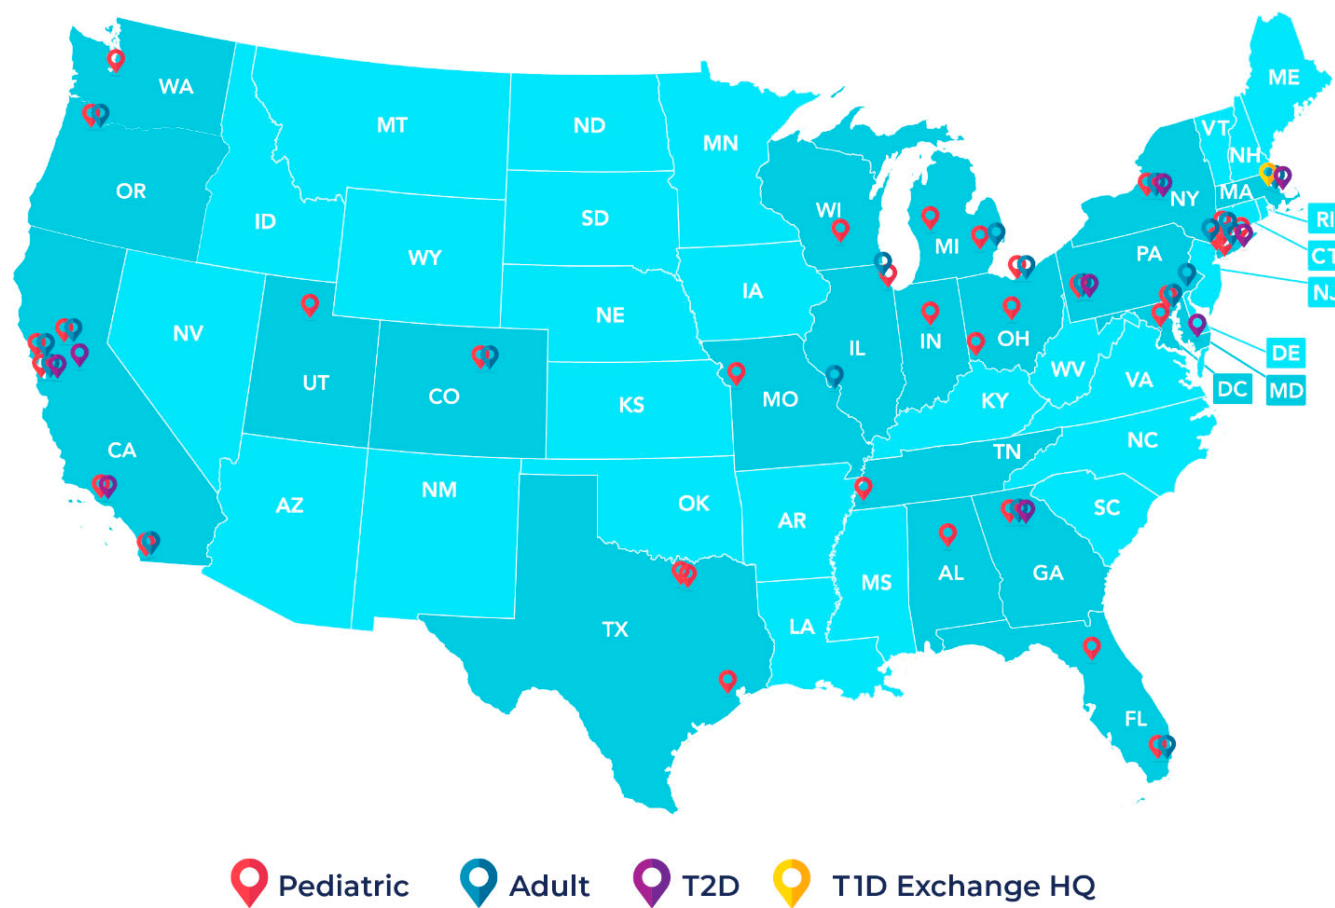 ME
WA
VT
MT
ND
MN
NH
OR
MA
NY
WI
SD
RI
ID
MI
PA
CT
WY
IA
NJ
NE
NV
OH
IN
IL
DE
WV
UT
VA
DC
MD
CO
MO
KY
KS
NC
CA
TN
NM
OK
AZ
SC
AR
AL
GA
MS
TX
LA
FL
Pediatric Adult T2D T1D Exchange HQ